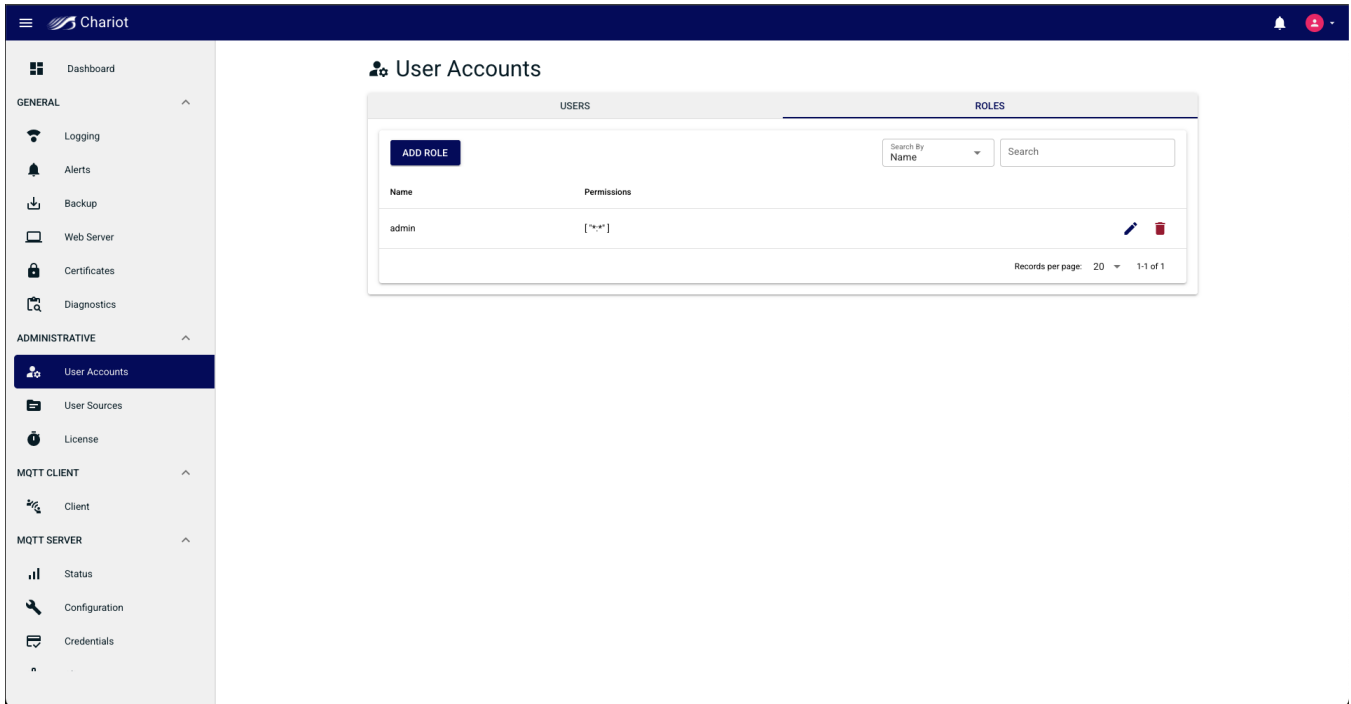 Chariot
Dashboard
GENERAL
Logging
Alerts
Backup
Web Server
Certificates
Diagnostics
ADMINISTRATIVE
User Accounts
User Sources
License
MQTT CLIENT
Client
MQTT SERVER
Status
Configuration
Credentials
User Accounts
USERS ROLES
ADD ROLE
Search By
Name
Search
Name Permissions
admin [ "*:*" ]
Records per page: 20 1-1 of 1